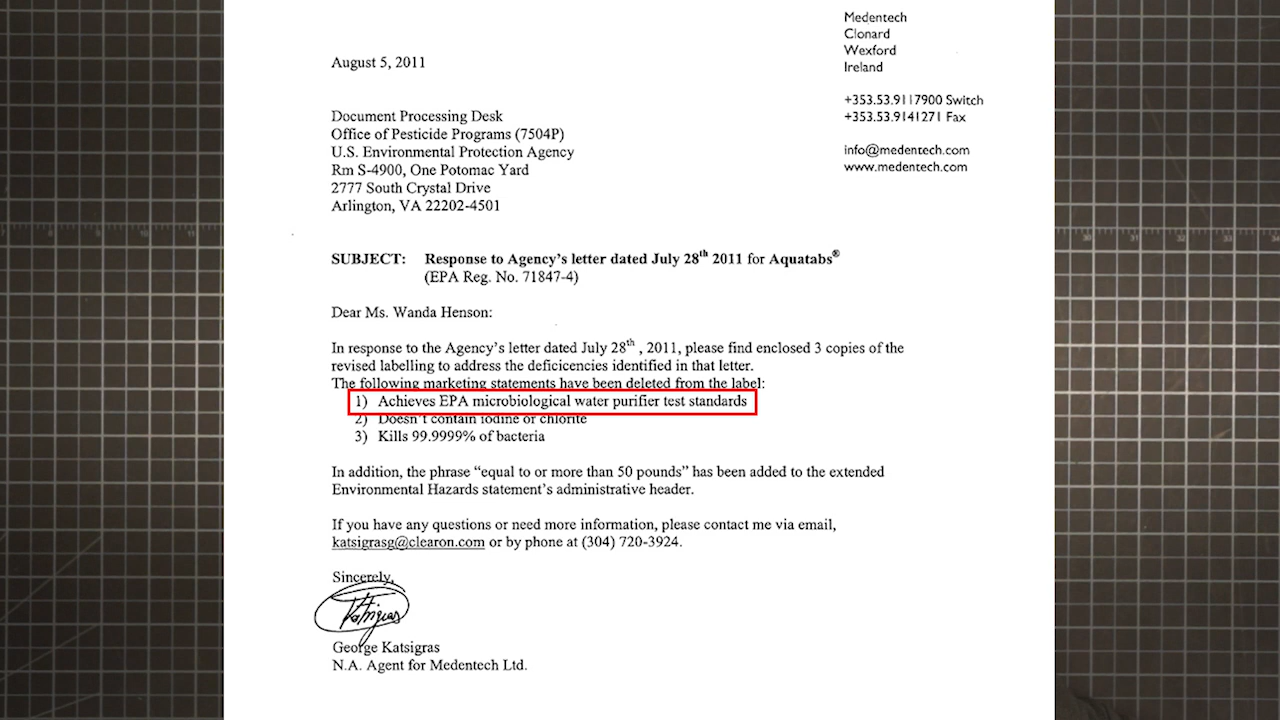 Medentech
Clonard
Wexford
Ireland
+353.53.9117900 Switch
+353.53.9141271 Fax
info@medentech.com
www.medentech.com
August 5, 2011
Document Processing Desk
Office of Pesticide Programs (7504P)
U.S. Environmental Protection Agency
Rm S-4900, One Potomac Yard
2777 South Crystal Drive
Arlington, VA 22202-4501
SUBJECT: Response to Agency's letter dated July 28th 2011 for Aquatabs®
(EPA Reg. No. 71847-4)
Dear Ms. Wanda Henson:
In response to the Agency's letter dated July 28th , 2011, please find enclosed 3 copies of the
revised labelling to address the deficicencies identified in that letter.
The following marketing statements have been deleted from the label:
1) Achieves EPA microbiological water purifier test standards
2) Doesn't contain iodine or chlorite
3) Kills 99.9999% of bacteria
In addition, the phrase "equal to or more than 50 pounds" has been added to the extended
Environmental Hazards statement's administrative header.
If you have any questions or need more information, please contact me via email,
katsigrasg@clearon.com or by phone at (304) 720-3924.
Sincerely,
Katsigras
George Katsigras
N.A. Agent for Medentech Ltd.